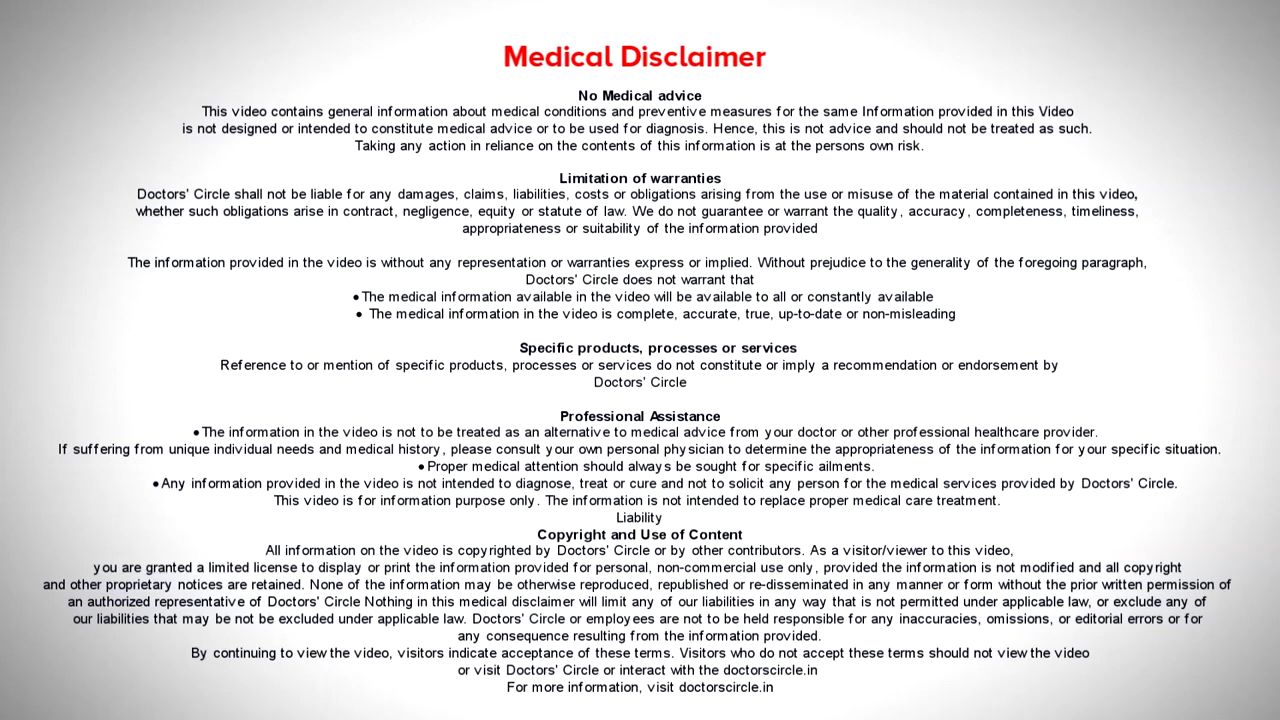 Medical Disclaimer
No Medical advice
This video contains general information about medical conditions and preventive measures for the same Information provided in this Video
is not designed or intended to constitute medical advice or to be used for diagnosis. Hence, this is not advice and should not be treated as such.
Taking any action in reliance on the contents of this information is at the persons own risk.
Limitation of warranties
Doctors' Circle shall not be liable for any damages, claims, liabilities, costs or obligations arising from the use or misuse of the material contained in this video,
whether such obligations arise in contract, negligence, equity or statute of law. We do not guarantee or warrant the quality, accuracy, completeness, timeliness,
appropriateness or suitability of the information provided
The information provided in the video is without any representation or warranties express or implied. Without prejudice to the generality of the foregoing paragraph,
Doctors' Circle does not warrant that
• The medical information available in the video will be available to all or constantly available
• The medical information in the video is complete, accurate, true, up-to-date or non-misleading
Specific products, processes or services
Reference to or mention of specific products, processes or services do not constitute or imply a recommendation or endorsement by
Doctors' Circle
Professional Assistance
• The information in the video is not to be treated as an alternative to medical advice from your doctor or other professional healthcare provider.
If suffering from unique individual needs and medical history, please consult your own personal physician to determine the appropriateness of the information for your specific situation.
• Proper medical attention should always be sought for specific ailments.
• Any information provided in the video is not intended to diagnose, treat or cure and not to solicit any person for the medical services provided by Doctors' Circle.
This video is for information purpose only. The information is not intended to replace proper medical care treatment.
Liability
Copyright and Use of Content
All information on the video is copyrighted by Doctors' Circle or by other contributors. As a visitor/viewer to this video,
you are granted a limited license to display or print the information provided for personal, non-commercial use only, provided the information is not modified and all copyright
and other proprietary notices are retained. None of the information may be otherwise reproduced, republished or re-disseminated in any manner or form without the prior written permission of
an authorized representative of Doctors' Circle Nothing in this medical disclaimer will limit any of our liabilities in any way that is not permitted under applicable law, or exclude any of
our liabilities that may be not be excluded under applicable law. Doctors' Circle or employees are not to be held responsible for any inaccuracies, omissions, or editorial errors or for
any consequence resulting from the information provided.
By continuing to view the video, visitors indicate acceptance of these terms. Visitors who do not accept these terms should not view the video
or visit Doctors' Circle or interact with the doctorscircle.in
For more information, visit doctorscircle.in